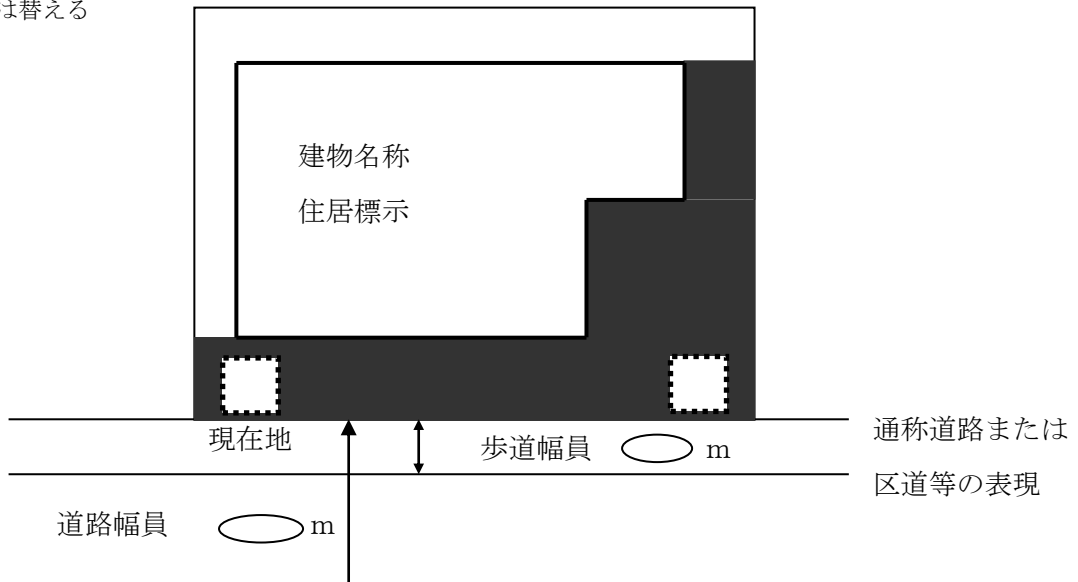 は替える
建物名称
住居標示
現在地
歩道幅員 m
通称道路または
区道等の表現
道路幅員 m